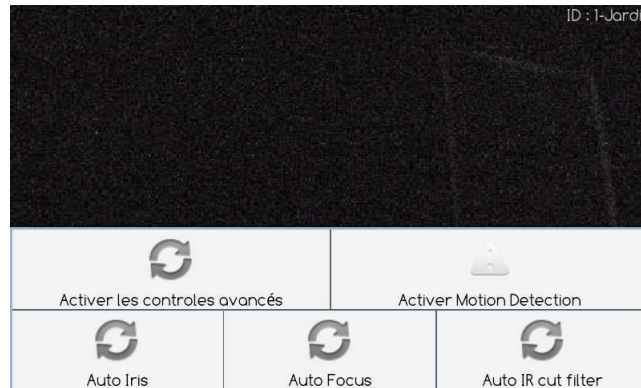 ID : 1-Jardi
Activer les controles avancés
Activer Motion Detection
Auto Iris
Auto Focus
Auto IR cut filter